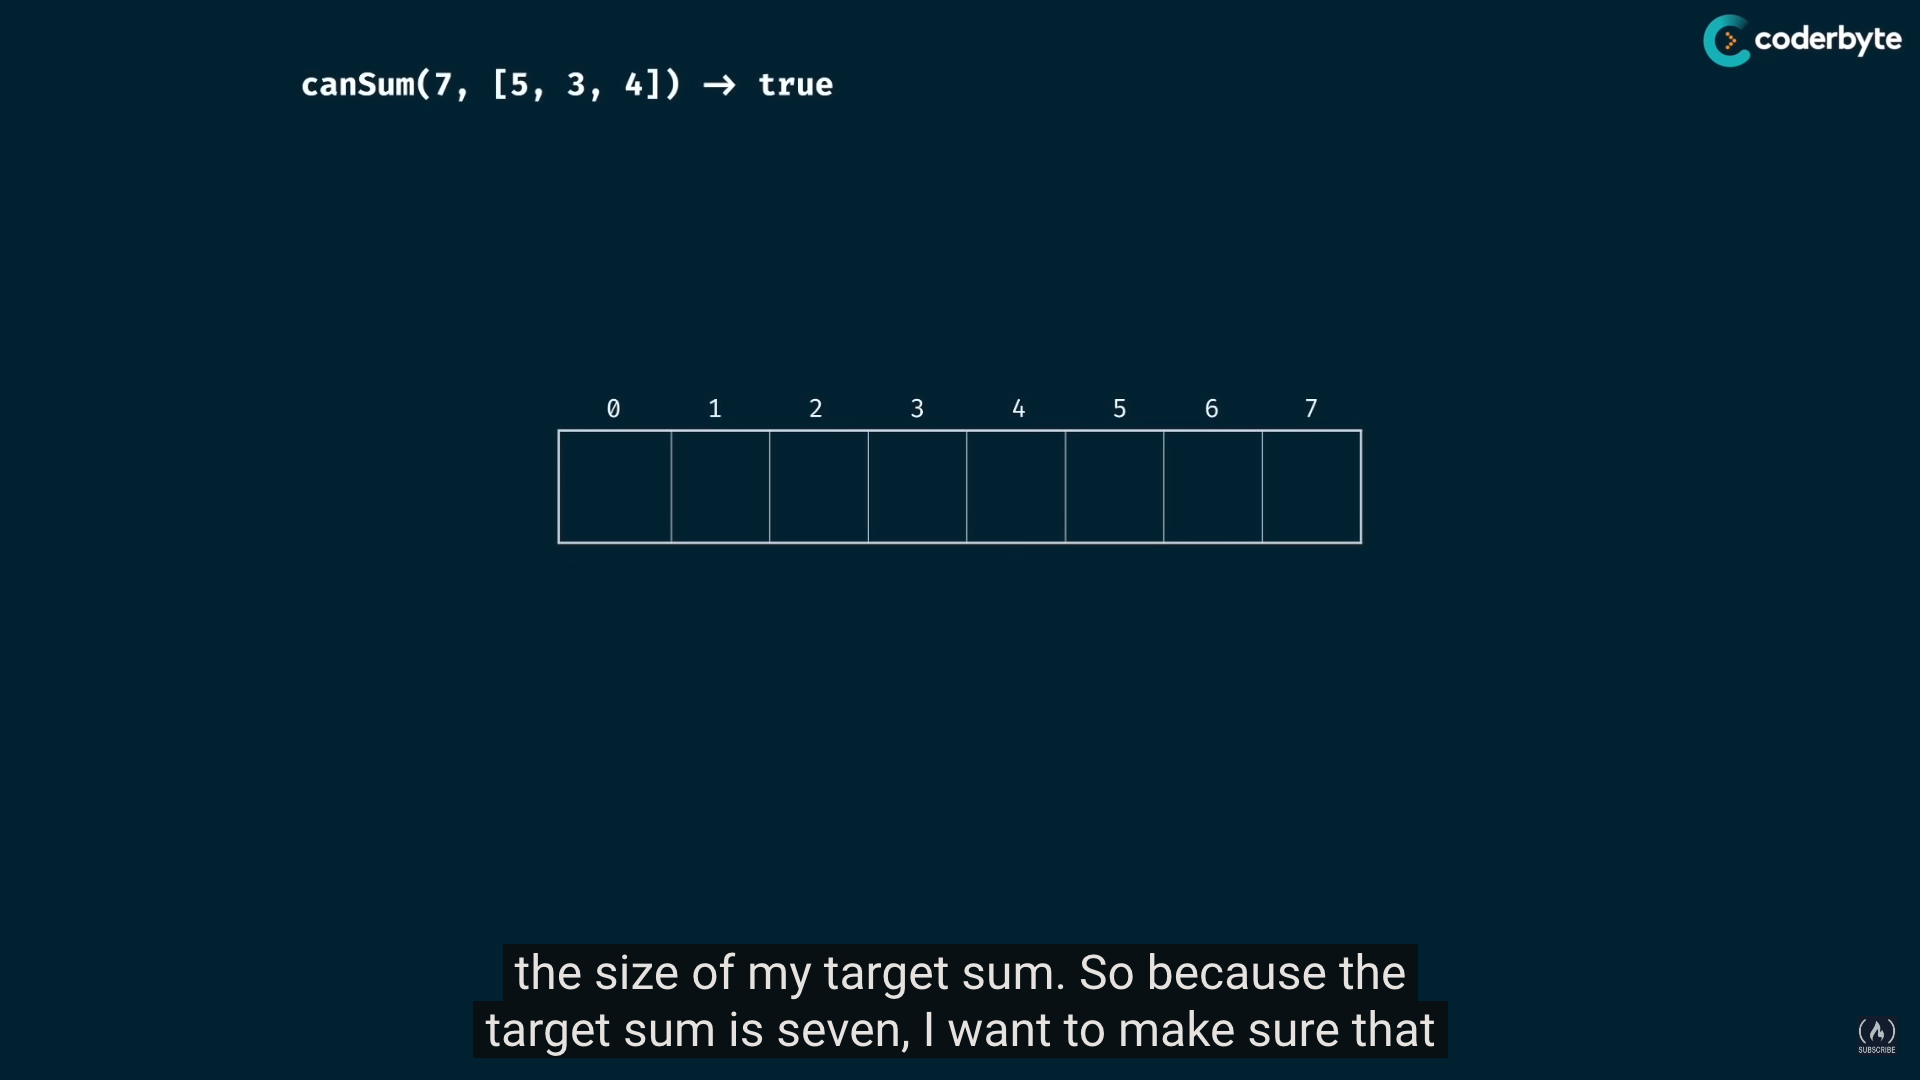 coderbyte
canSum(7, [5, 3, 4]) → true
0 1 2 3 4 5 6 7
the size of my target sum. So because the
target sum is seven, I want to make sure that
SUBSCRIBE